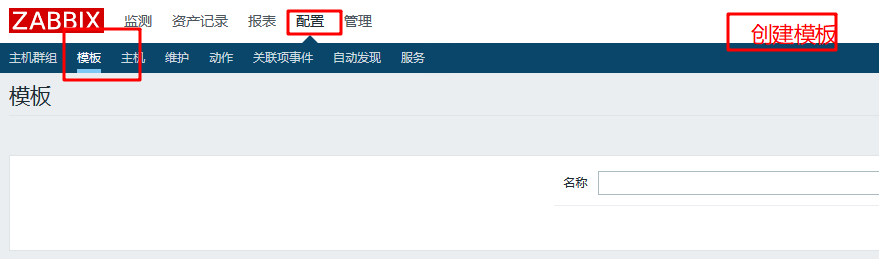 ZABBIX 监测 资产记录 报表 配置 管理 创建模板
主机群组 模板 主机 维护 动作 关联项事件 自动发现 服务
模板
名称